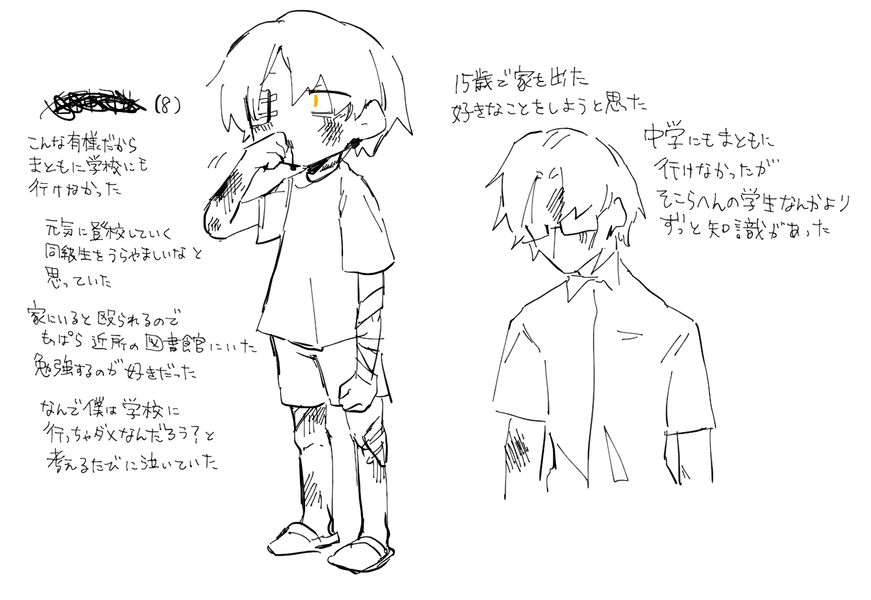 (8)
こんな有様だから
まともに学校にも
行けなかった
元気に登校していく
同級生をうらやましいなと
思っていた
家にいると殴られるので
もっぱら近所の図書館にいた
勉強するのが好きだった
なんで僕は学校に
行っちゃダメなんだろう?と
考えるたびに泣いていた
15歳で家を出た
好きなことをしようと思った
中学にもまともに
行けなかったが
そこらへんの学生なんかより
ずっと知識があった